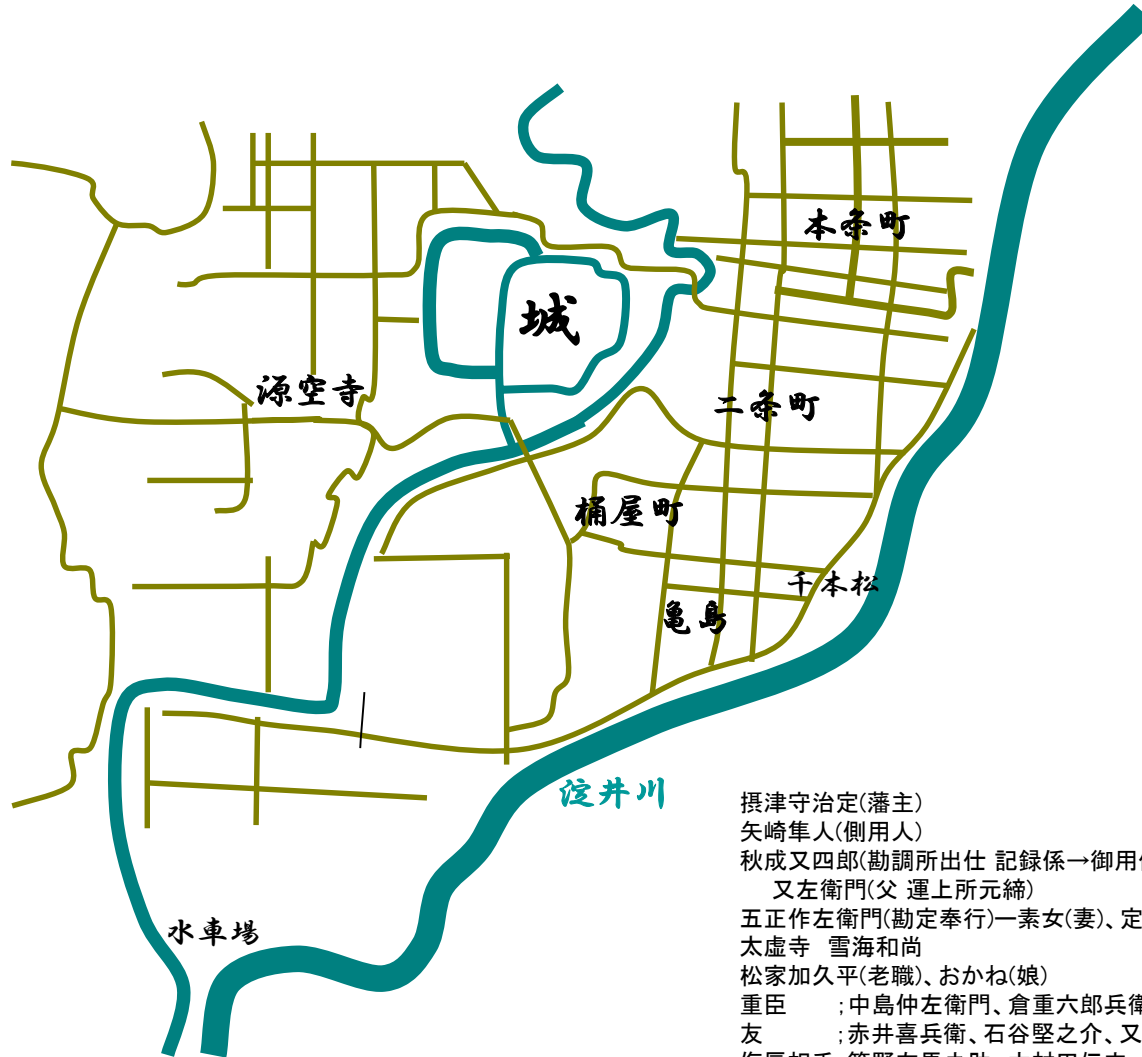 本条町
城
源空寺
二条町
桶屋町
千本松
亀島
淀井川
水車場
摂津守治定(藩主)
矢崎隼人(側用人)
秋成又四郎(勘調所出仕 記録係→御用
又左衛門(父 運上所元締)
五正作左衛門(勘定奉行)━素女(妻)、定
太虚寺 雪海和尚
松家加久平(老職)、おかね(娘)
重臣 ;中島仲左衛門、倉重六郎兵衛
友 ;赤井喜兵衛、石谷堅之介、又